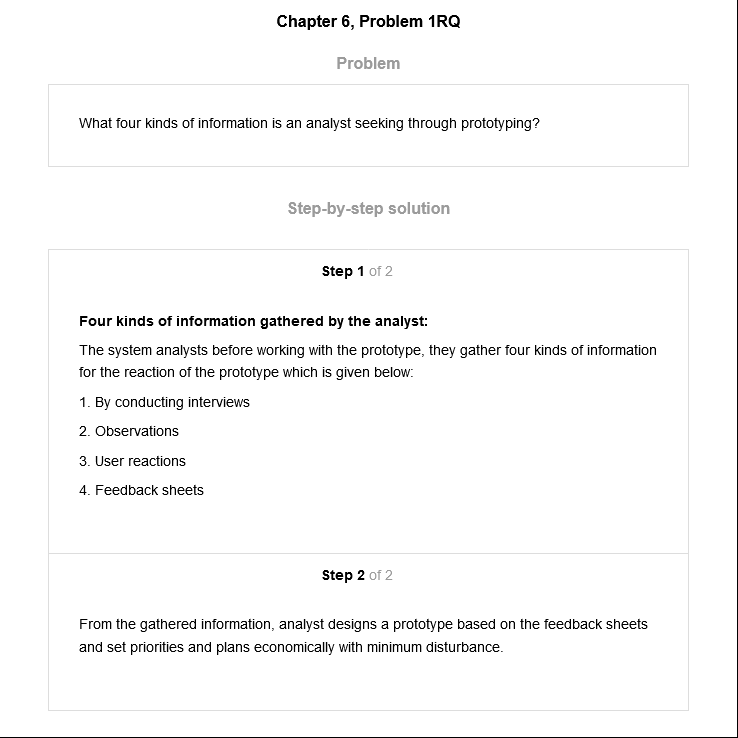 Chapter 6, Problem 1RQ
Problem
What four kinds of information is an analyst seeking through prototyping?
Step-by-step solution
Step 1 of 2
Four kinds of information gathered by the analyst:
The system analysts before working with the prototype, they gather four kinds of information
for the reaction of the prototype which is given below:
1. By conducting interviews
2. Observations
3. User reactions
4. Feedback sheets
Step 2 of 2
From the gathered information, analyst designs a prototype based on the feedback sheets
and set priorities and plans economically with minimum disturbance.